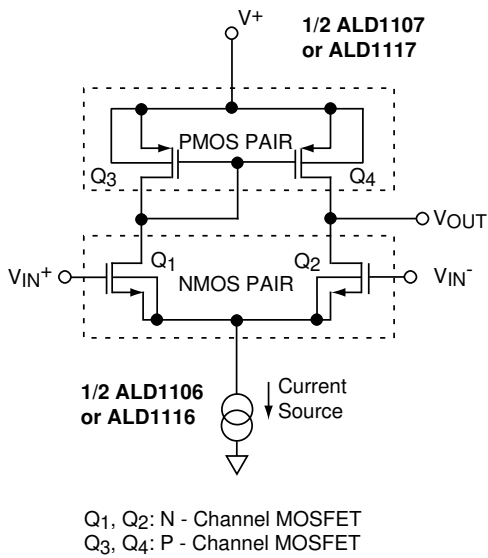 V+
1/2 ALD1107
or ALD1117
PMOS PAIR
Q3
Q4
VOUT
VIN+
Q1
NMOS PAIR
Q2
VIN-
1/2 ALD1106
or ALD1116
Current
Source
Q1, Q2: N - Channel MOSFET
Q3, Q4: P - Channel MOSFET